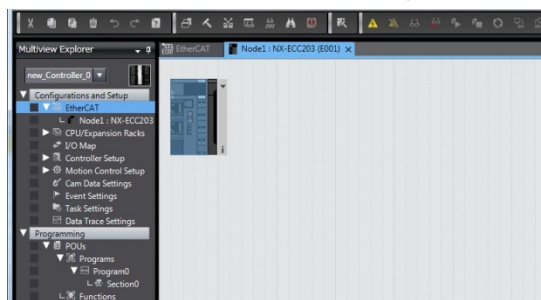 EtherCAT
Node1 : NX-ECC203 (E001)
Multiview Explorer
new_Controller_0
Configurations and Setup
EtherCAT
Node1 : NX-ECC203
CPU/Expansion Racks
I/O Map
Controller Setup
Motion Control Setup
Cam Data Settings
Event Settings
Task Settings
Data Trace Settings
Programming
POUs
Programs
Program0
Section0
Functions